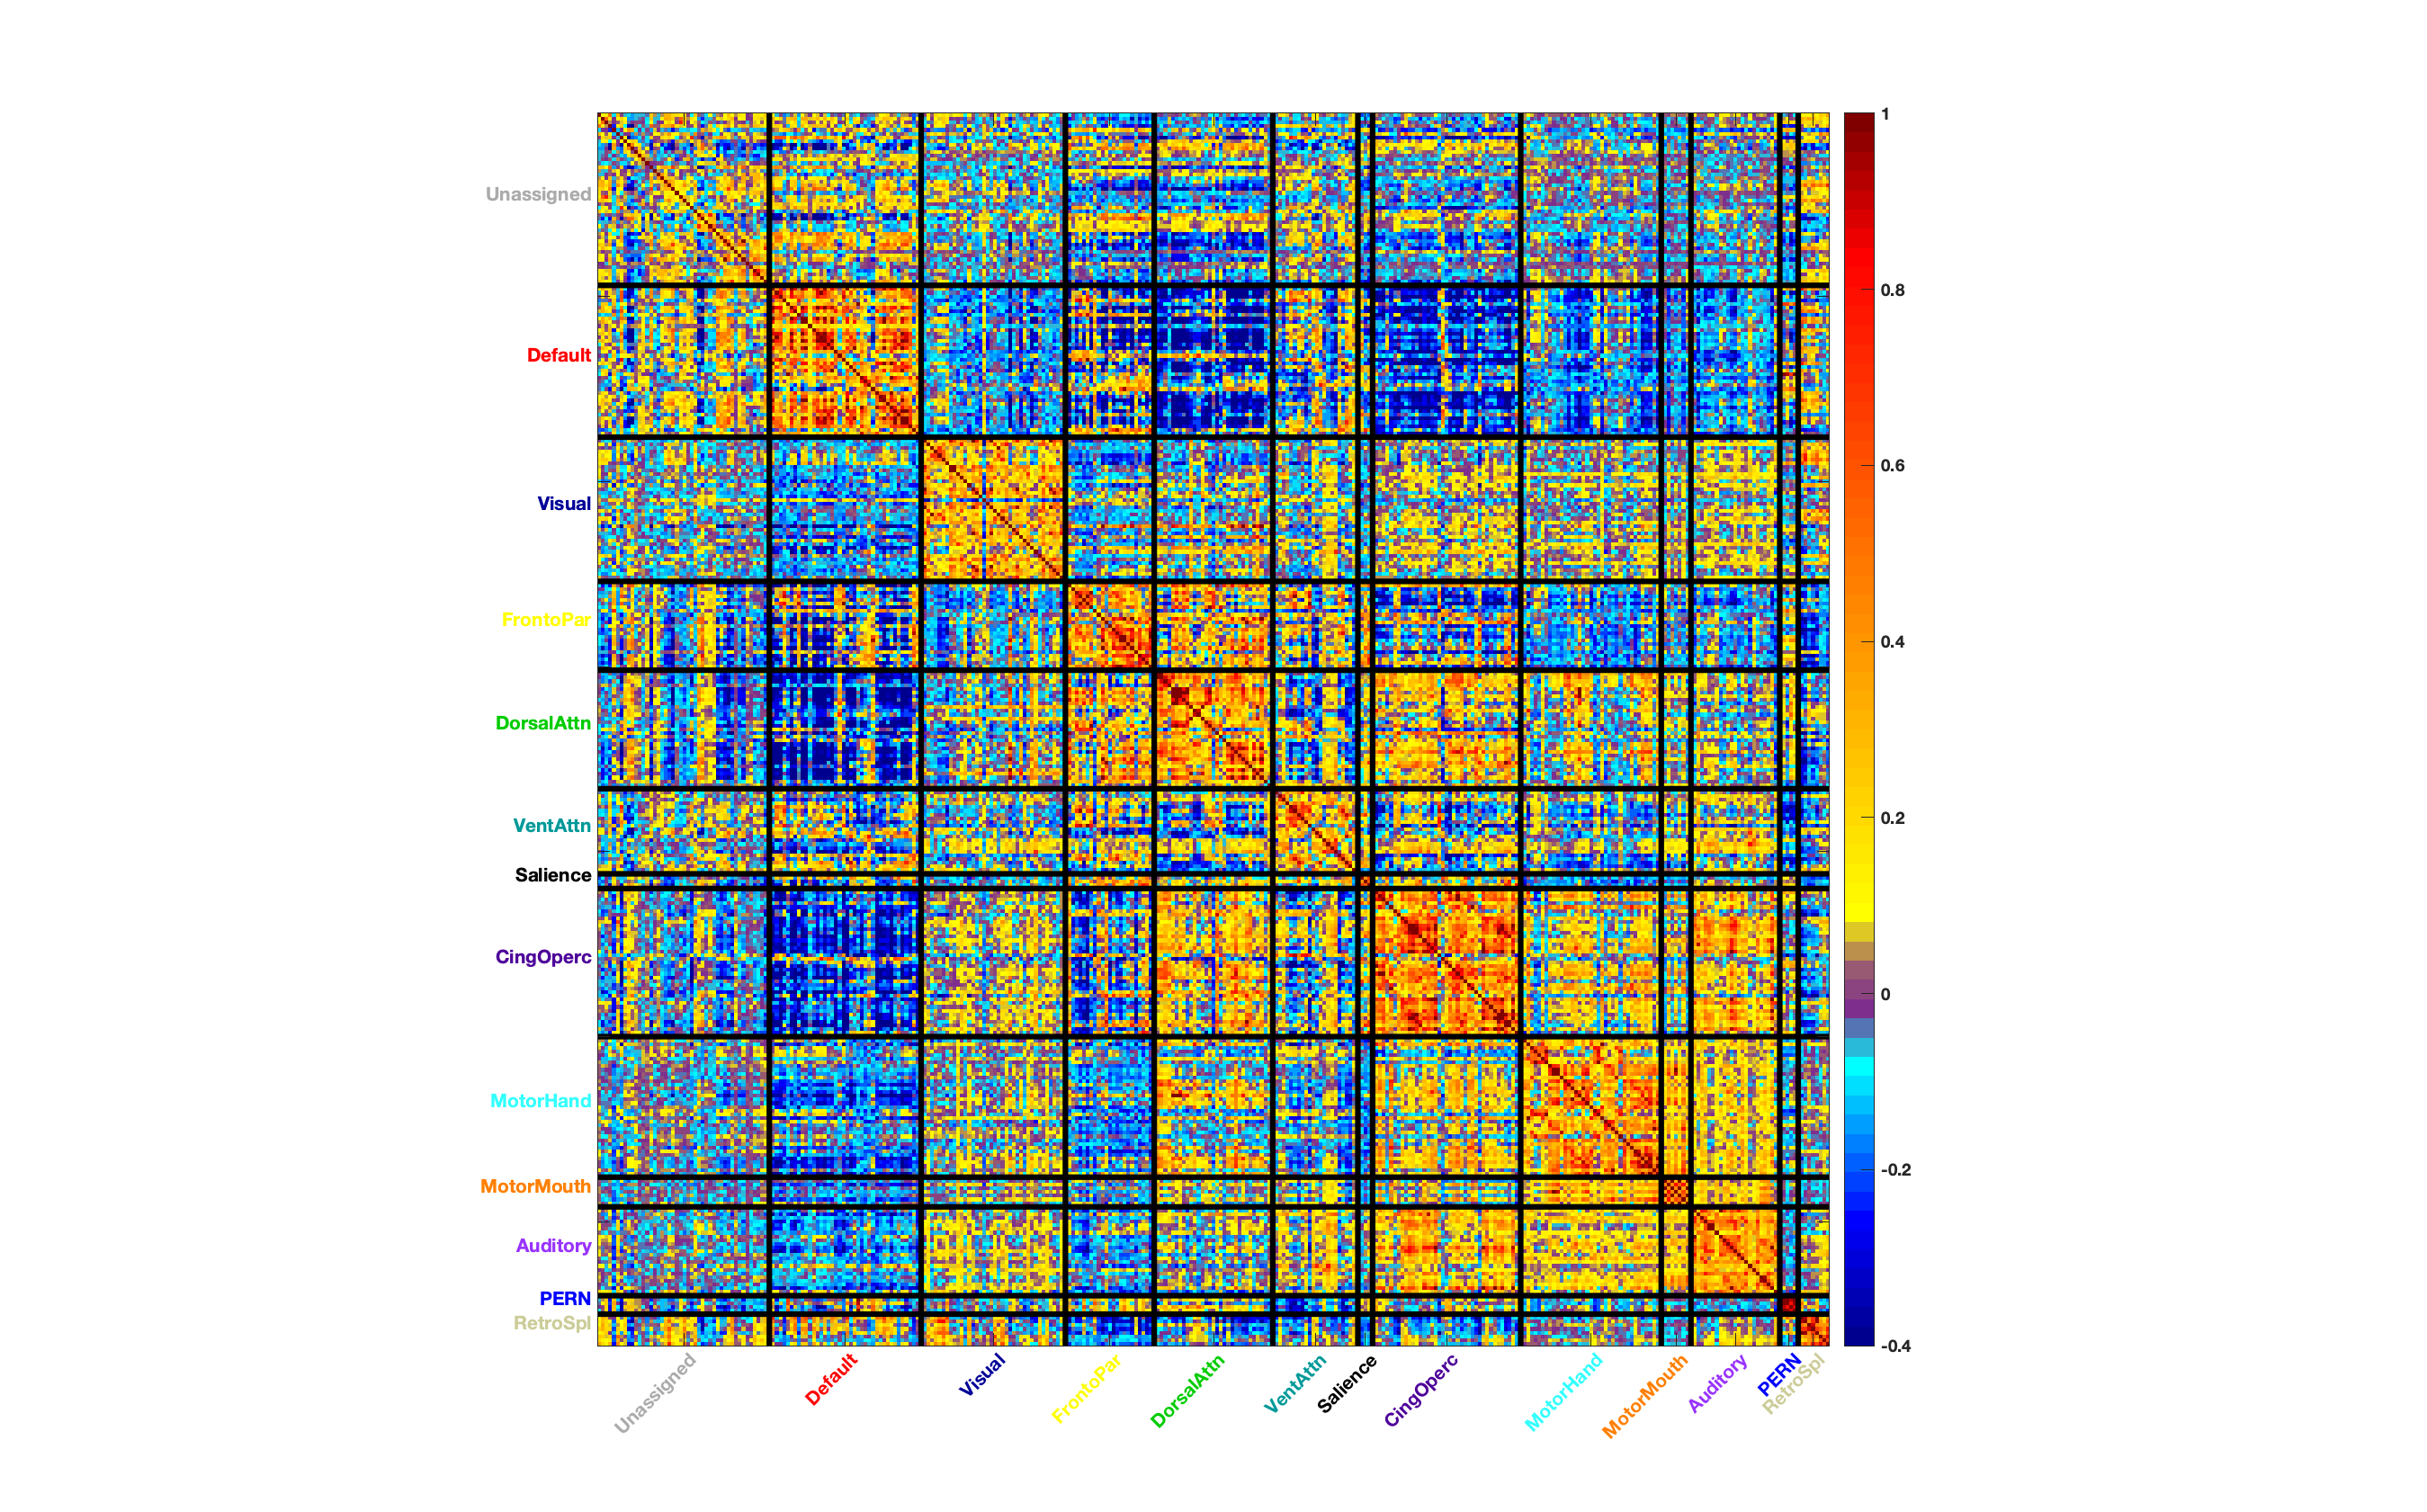 Unassigned
Default
Visual
FrontoPar
DorsalAttn
VentAttn
Salience
CingOperc
MotorHand
MotorMouth
Auditory
PERN
RetroSpl
Unassigned
Default
Visual
FrontoPar
DorsalAttn
VentAttn
Salience
CingOperc
MotorHand
MotorMouth
Auditory
PERN
RetroSpl
1
0.8
0.6
0.4
0.2
0
-0.2
-0.4